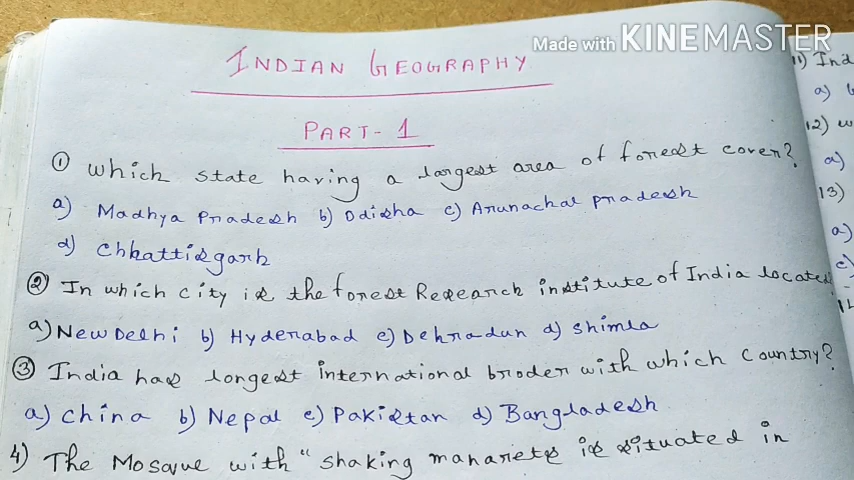 Made with KINEMASTER
INDIAN GEOGRAPHY
PART-1
① Which state having a largest area of forest cover?
a) Madhya Pradesh b) Odisha c) Arunachal pradesh
d) Chhattisgarh
② In which city is the forest Research institute of India located
a) New Delhi b) Hyderabad c) Dehradun d) Shimla
③ India has longest international broder with which country?
a) China b) Nepal c) Pakistan d) Bangladesh
4) The Mosque with "shaking manarets is situated in
11) Ind
a)
12) w
a)
13)
a)
c)
14